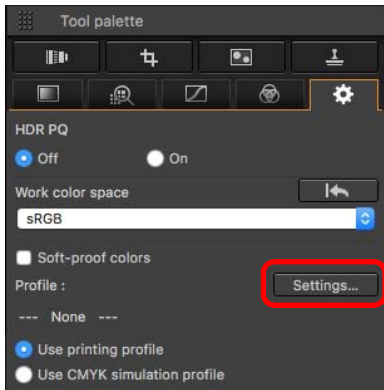 Tool palette
HDR PQ
Off On
Work color space
sRGB
Soft-proof colors
Profile : Settings...
--- None ---
Use printing profile
Use CMYK simulation profile